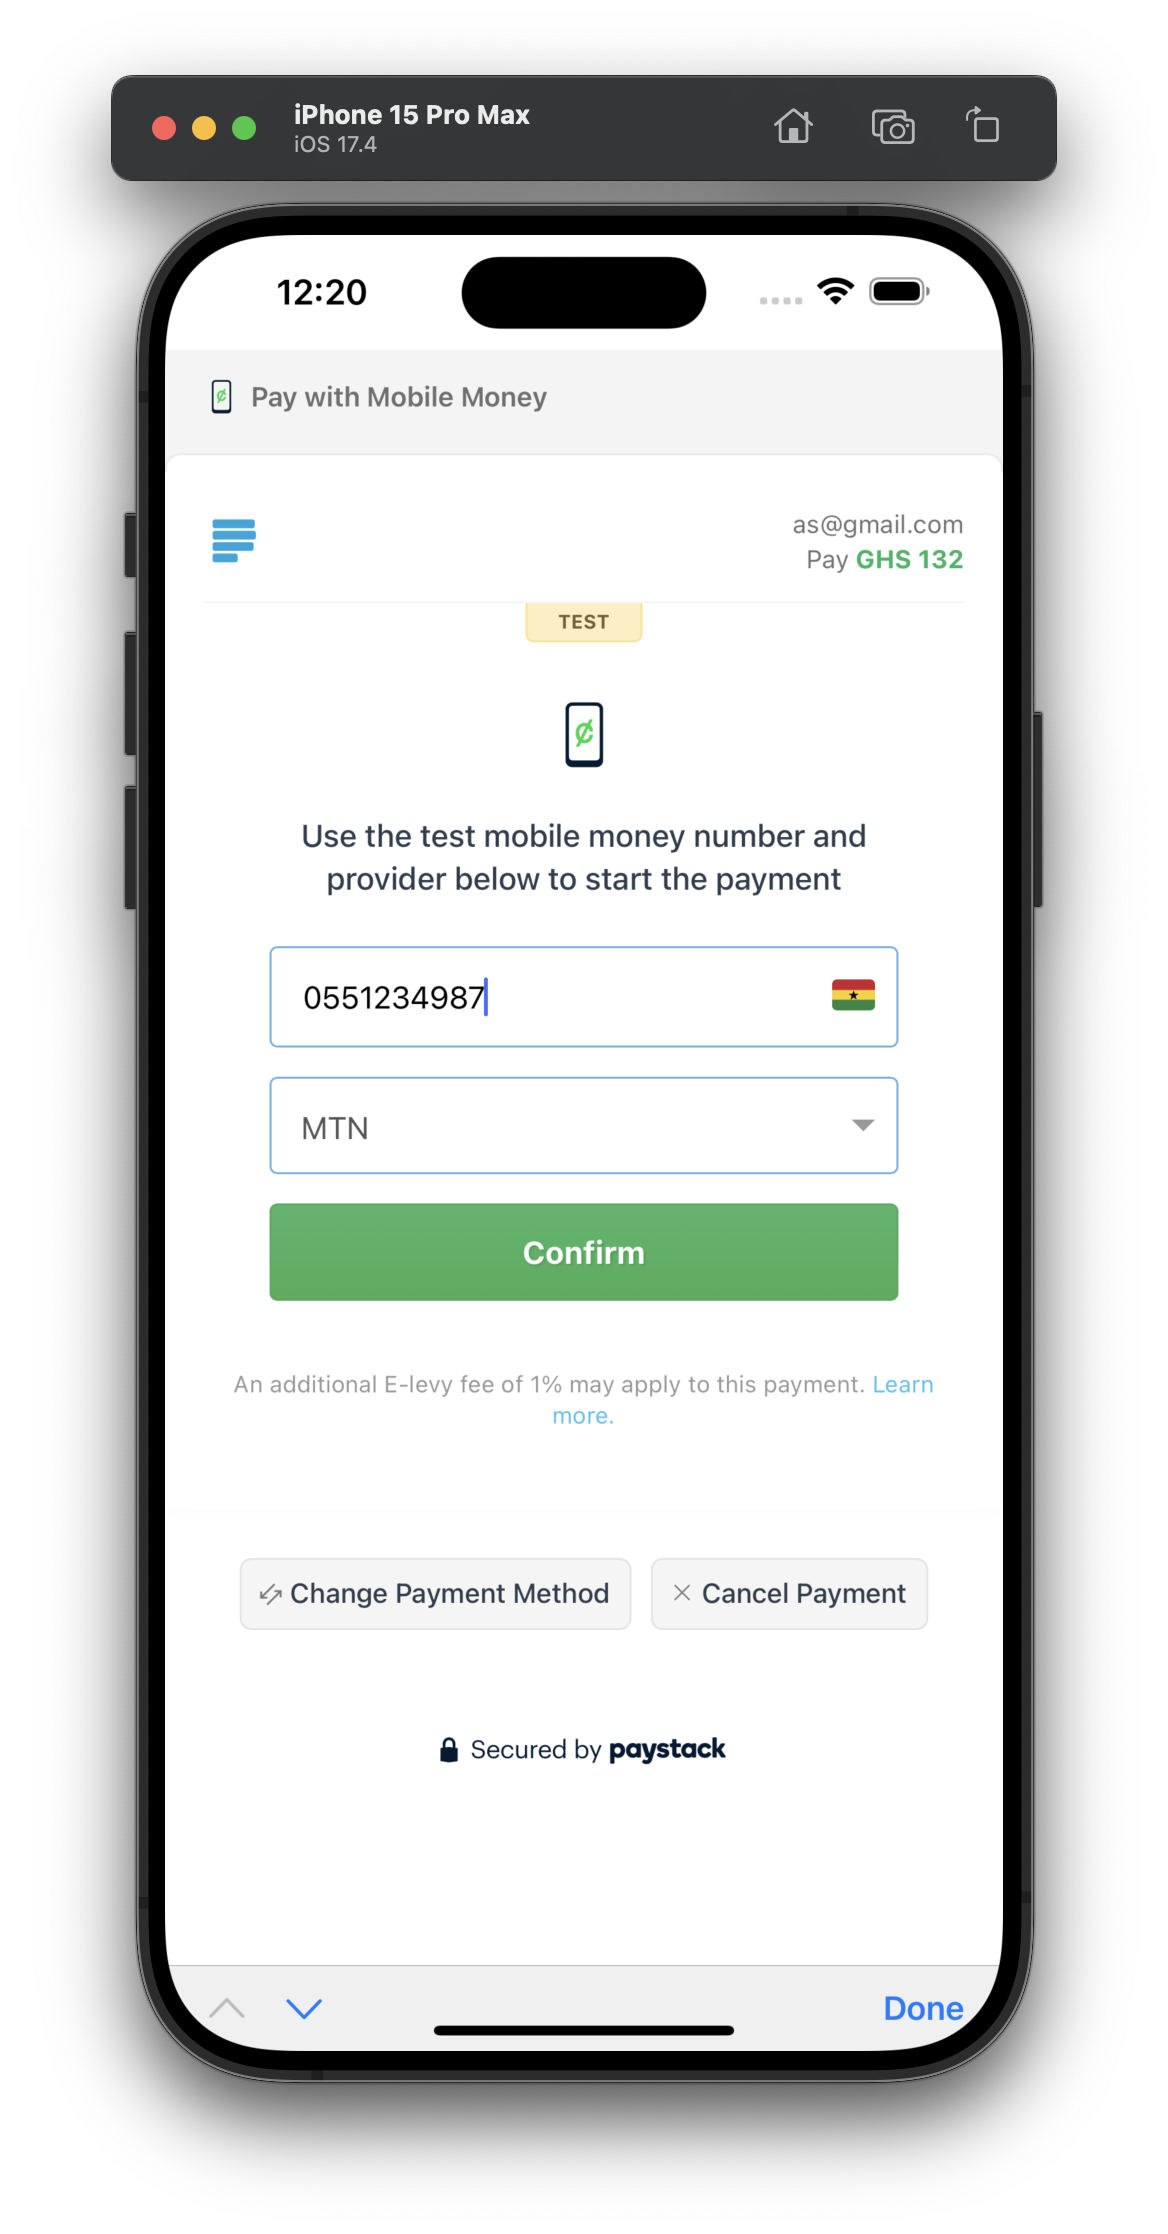 iPhone 15 Pro Max
iOS 17.4
12:20
Pay with Mobile Money
as@gmail.com
Pay GHS 132
TEST
Use the test mobile money number and
provider below to start the payment
0551234987
MTN
Confirm
An additional E-levy fee of 1% may apply to this payment. Learn
more.
Change Payment Method
Cancel Payment
Secured by paystack
Done